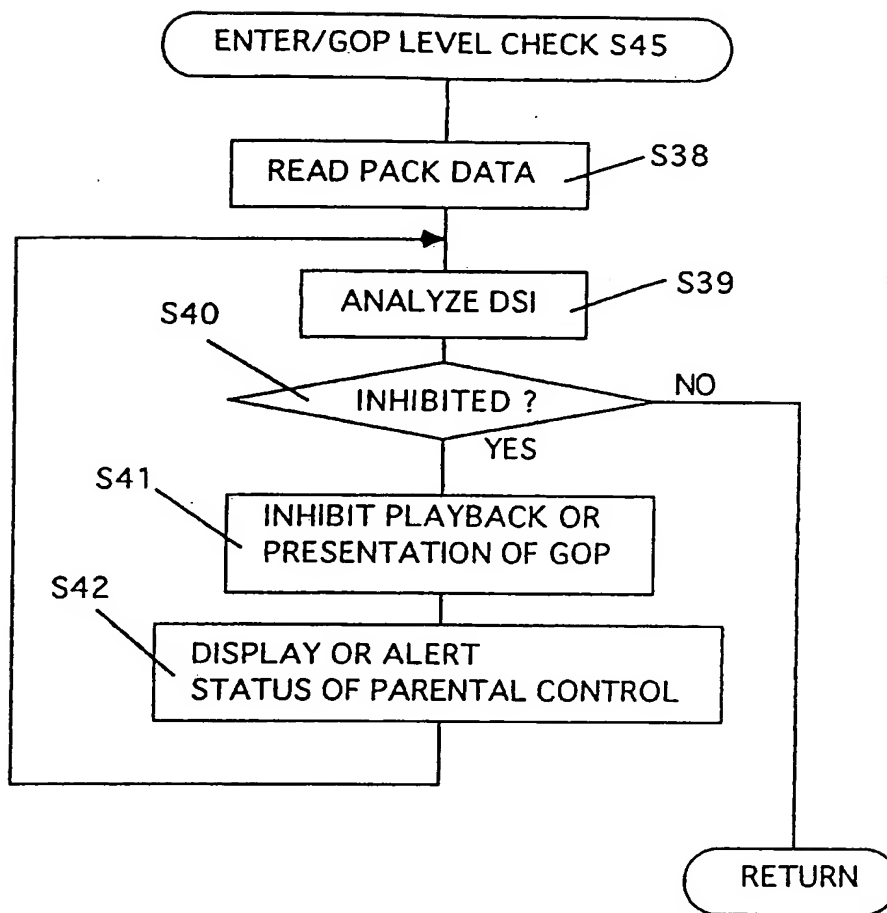 ENTER/GOP LEVEL CHECK S45
READ PACK DATA
S38
ANALYZE DSI
S39
S40
INHIBITED ?
NO
YES
S41
INHIBIT PLAYBACK OR
PRESENTATION OF GOP
S42
DISPLAY OR ALERT
STATUS OF PARENTAL CONTROL
RETURN